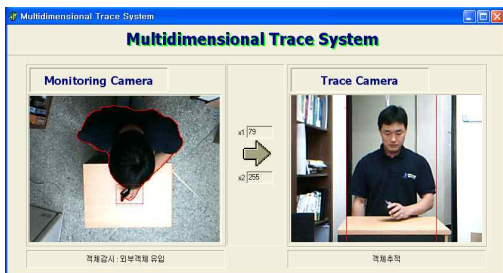 Multidimensional Trace System
Multidimensional Trace System
Monitoring Camera
Trace Camera
x1 79
x2 255
객체감시 : 외부객체 유입
객체추적